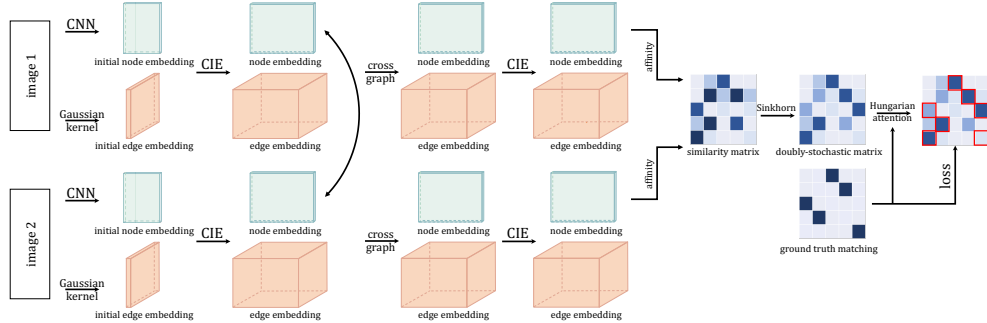 image 1
CNN
initial node embedding
Gaussian
kernel
initial edge embedding
CIE
node embedding
edge embedding
cross
graph
node embedding
edge embedding
CIE
node embedding
edge embedding
affinity
image 2
CNN
initial node embedding
Gaussian
kernel
initial edge embedding
CIE
node embedding
edge embedding
cross
graph
node embedding
edge embedding
CIE
node embedding
edge embedding
affinity
similarity matrix
Sinkhorn
doubly-stochastic matrix
Hungarian
attention
ground truth matching
loss